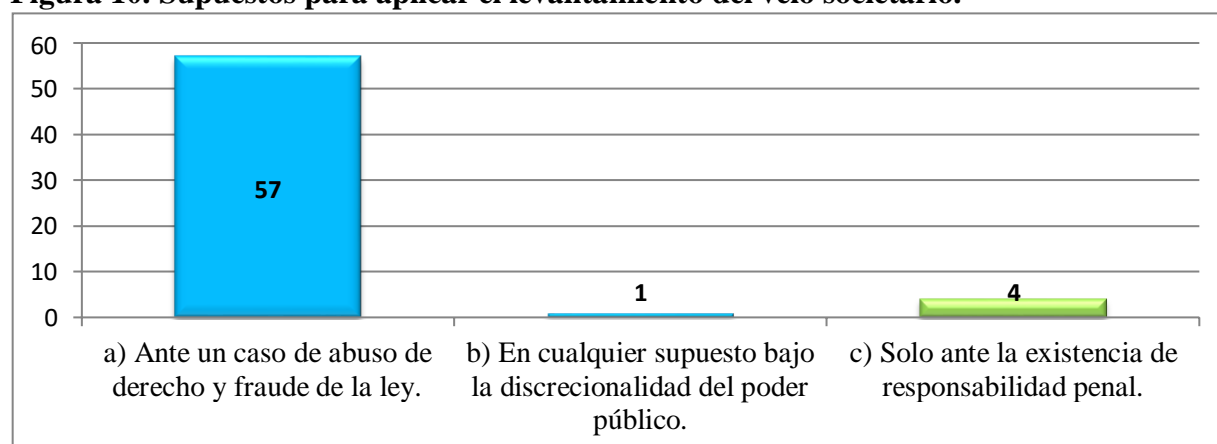 Figura 10. Supuestos para aplicar el levantamiento del velo societario.
60
50
40
30
20
10
0
57
1
4
a) Ante un caso de abuso de
derecho y fraude de la ley.
b) En cualquier supuesto bajo
la discrecionalidad del poder
público.
c) Solo ante la existencia de
responsabilidad penal.